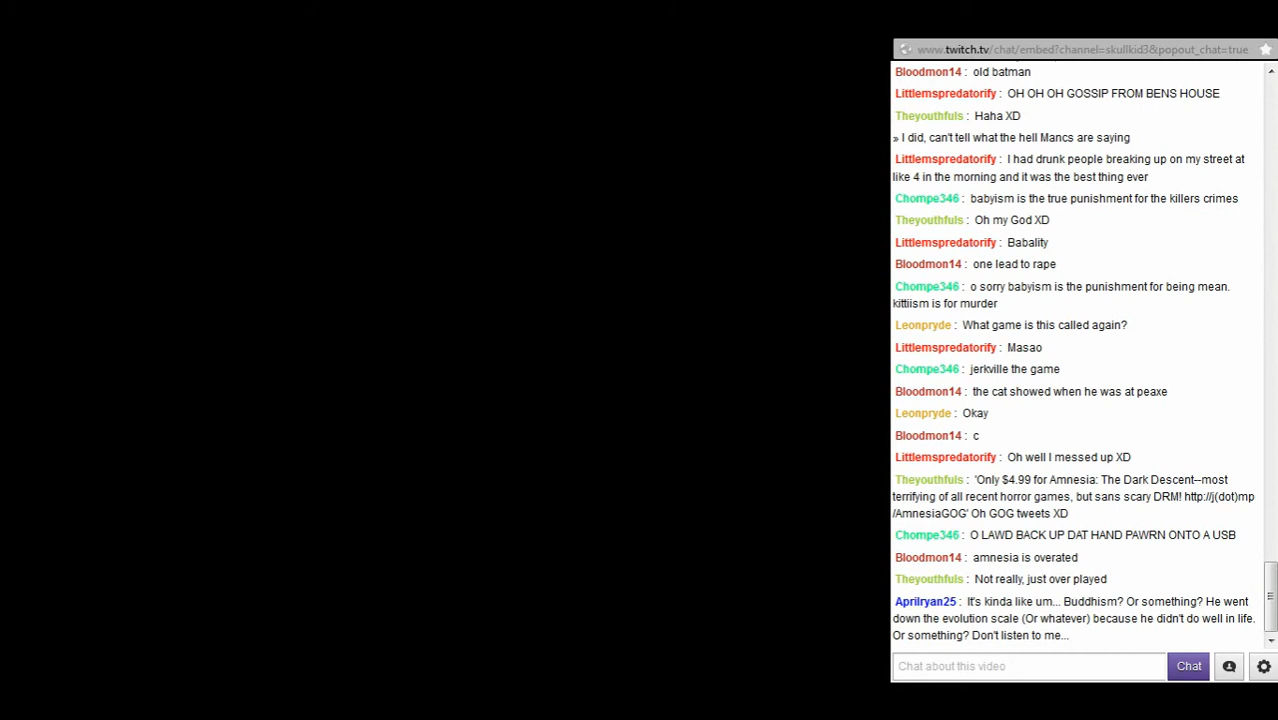 www.twitch.tv/chat/embed?channel=skullkid3&popout_chat=true
Bloodmon14 : old batman
Littlemspredatorify : OH OH OH GOSSIP FROM BENS HOUSE
Theyouthfuls : Haha XD
» I did, can't tell what the hell Mancs are saying
Littlemspredatorify : I had drunk people breaking up on my street at
like 4 in the morning and it was the best thing ever
Chompe346 : babyism is the true punishment for the killers crimes
Theyouthfuls : Oh my God XD
Littlemspredatorify : Babality
Bloodmon14 : one lead to rape
Chompe346 : o sorry babyism is the punishment for being mean.
kittiism is for murder
Leonpryde : What game is this called again?
Littlemspredatorify : Masao
Chompe346 : jerkville the game
Bloodmon14 : the cat showed when he was at peaxe
Leonpryde : Okay
Bloodmon14 : c
Littlemspredatorify : Oh well I messed up XD
Theyouthfuls : 'Only $4.99 for Amnesia: The Dark Descent--most
terrifying of all recent horror games, but sans scary DRM! http://j(dot)mp
/AmnesiaGOG' Oh GOG tweets XD
Chompe346 : O LAWD BACK UP DAT HAND PAWRN ONTO A USB
Bloodmon14 : amnesia is overated
Theyouthfuls : Not really, just over played
Aprilryan25 : It's kinda like um... Buddhism? Or something? He went
down the evolution scale (Or whatever) because he didn't do well in life.
Or something? Don't listen to me...
Chat about this video
Chat